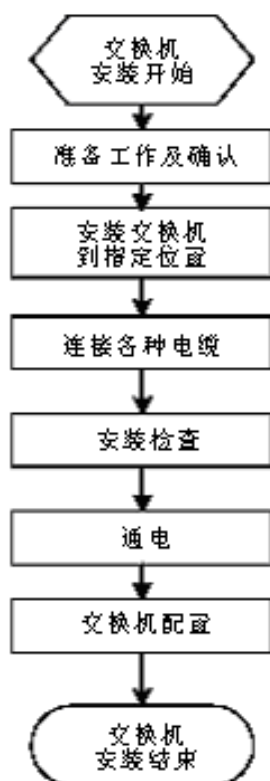 交换机
安装开始
准备工作及确认
安装交换机
到指定位置
连接各种电缆
安装检查
通电
交换机配置
交换机
安装结束